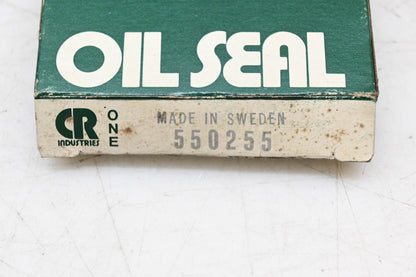 OIL SEAL
CR
INDUSTRIES
ONE
MADE IN SWEDEN
550255